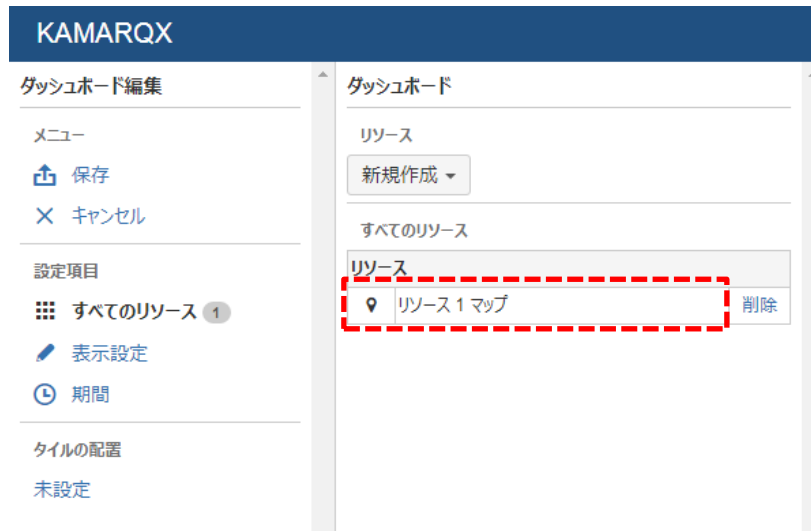 KAMARQX
ダッシュボード編集
メニュー
保存
キャンセル
設定項目
すべてのリソース 1
表示設定
期間
タイルの配置
未設定
ダッシュボード
リソース
新規作成
すべてのリソース
リソース
リソース 1 マップ 削除